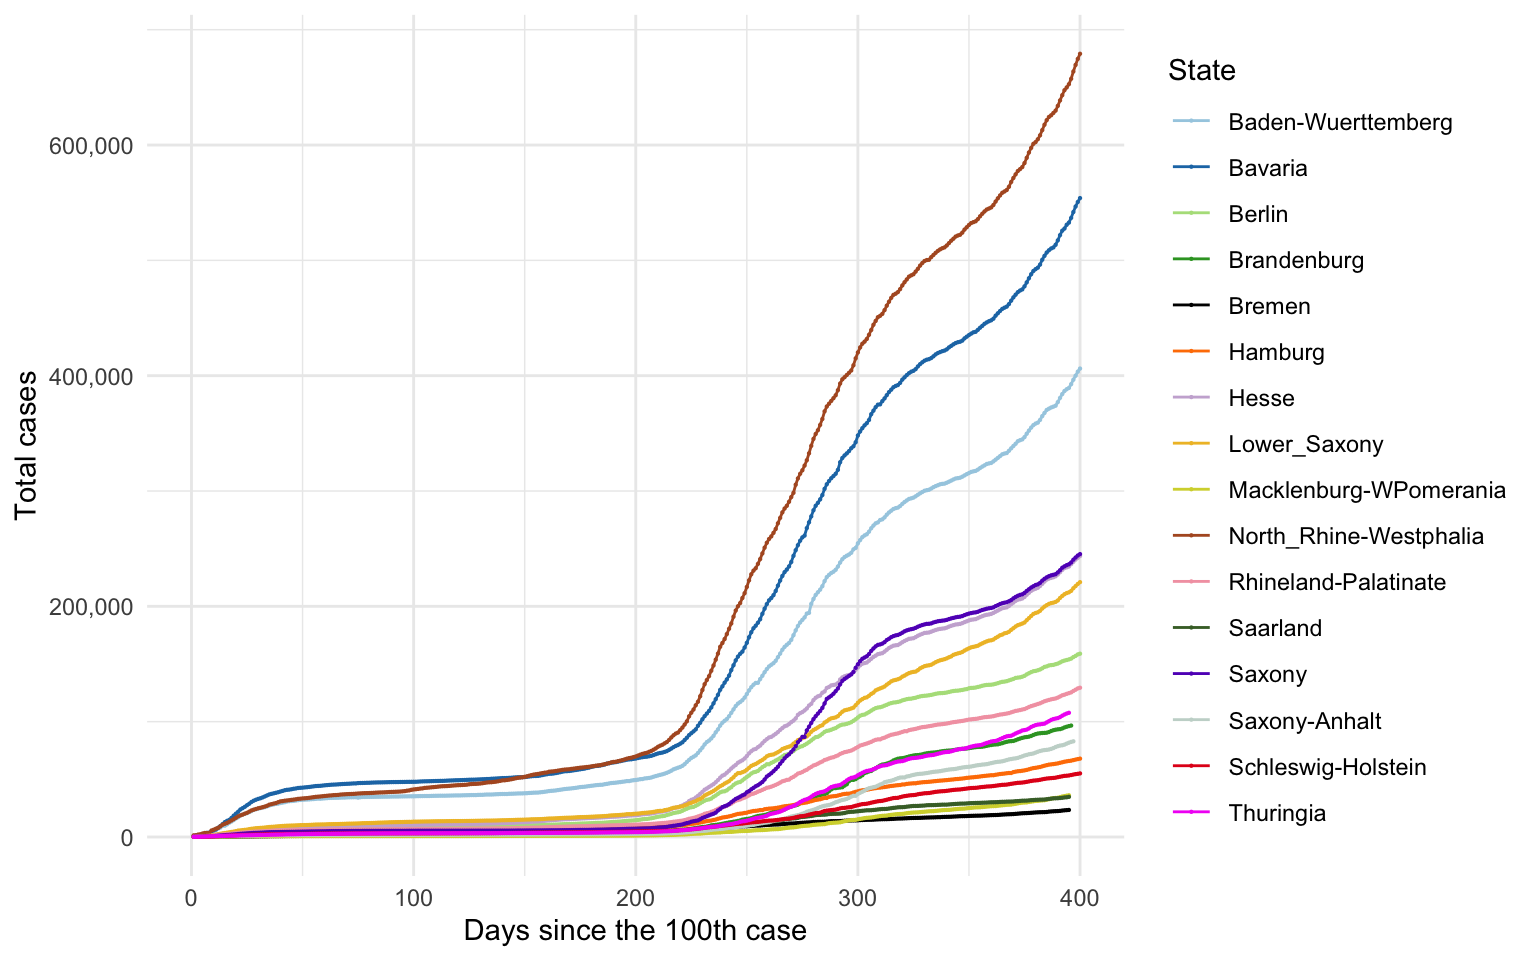 State
Baden-Wuerttemberg
Bavaria
Berlin
Brandenburg
Bremen
Hamburg
Hesse
Lower_Saxony
Macklenburg-WPomerania
North_Rhine-Westphalia
Rhineland-Palatinate
Saarland
Saxony
Saxony-Anhalt
Schleswig-Holstein
Thuringia
Total cases
600,000
400,000
200,000
0
0 100 200 300 400
Days since the 100th case